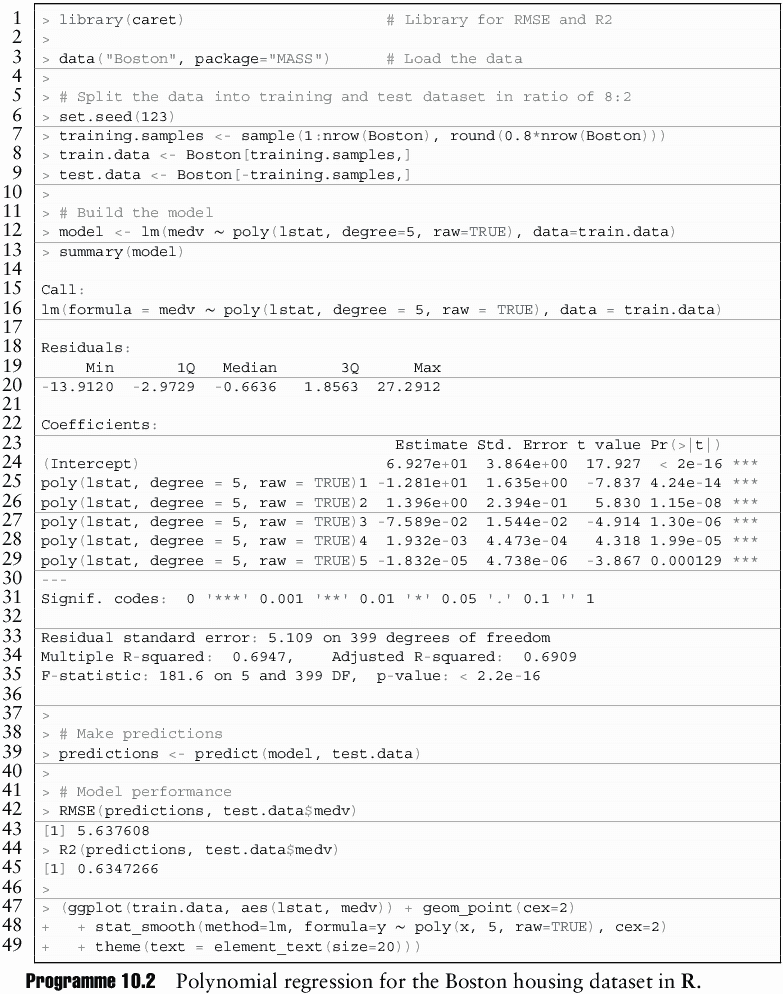 1 > library(caret) # Library for RMSE and R2
2 >
3 > data("Boston", package="MASS") # Load the data
4 >
5 > # Split the data into training and test dataset in ratio of 8:2
6 > set.seed(123)
7 > training.samples <- sample(1:nrow(Boston), round(0.8*nrow(Boston)))
8 > train.data <- Boston[training.samples,]
9 > test.data <- Boston[-training.samples,]
10 >
11 > # Build the model
12 > model <- lm(medv ~ poly(lstat, degree=5, raw=TRUE), data=train.data)
13 > summary(model)
14
15 Call:
16 lm(formula = medv ~ poly(lstat, degree = 5, raw = TRUE), data = train.data)
17
18 Residuals:
19 Min 1Q Median 3Q Max
20 -13.9120 -2.9729 -0.6636 1.8563 27.2912
21
22 Coefficients:
23 Estimate Std. Error t value Pr(>|t|)
24 (Intercept) 6.927e+01 3.864e+00 17.927 < 2e-16 ***
25 poly(lstat, degree = 5, raw = TRUE)1 -1.281e+01 1.635e+00 -7.837 4.24e-14 ***
26 poly(lstat, degree = 5, raw = TRUE)2 1.396e+00 2.394e-01 5.830 1.15e-08 ***
27 poly(lstat, degree = 5, raw = TRUE)3 -7.589e-02 1.544e-02 -4.914 1.30e-06 ***
28 poly(lstat, degree = 5, raw = TRUE)4 1.932e-03 4.473e-04 4.318 1.99e-05 ***
29 poly(lstat, degree = 5, raw = TRUE)5 -1.832e-05 4.738e-06 -3.867 0.000129 ***
30 ---
31 Signif. codes: 0 '***' 0.001 '**' 0.01 '*' 0.05 '.' 0.1 '' 1
32
33 Residual standard error: 5.109 on 399 degrees of freedom
34 Multiple R-squared: 0.6947, Adjusted R-squared: 0.6909
35 F-statistic: 181.6 on 5 and 399 DF, p-value: < 2.2e-16
36
37 >
38 > # Make predictions
39 > predictions <- predict(model, test.data)
40 >
41 > # Model performance
42 > RMSE(predictions, test.data$medv)
43 [1] 5.637608
44 > R2(predictions, test.data$medv)
45 [1] 0.6347266
46 >
47 > (ggplot(train.data, aes(lstat, medv)) + geom_point(cex=2)
48 + + stat_smooth(method=lm, formula=y ~ poly(x, 5, raw=TRUE), cex=2)
49 + + theme(text = element_text(size=20)))
Programme 10.2 Polynomial regression for the Boston housing dataset in R.